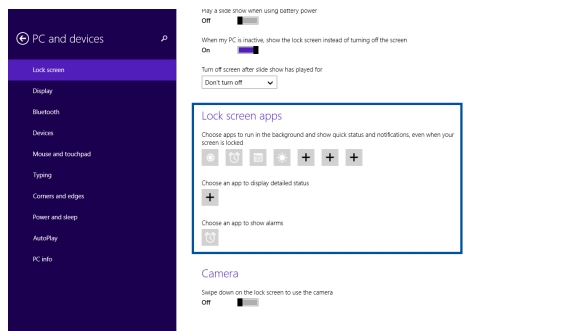 PC and devices
Lock screen
Display
Bluetooth
Devices
Mouse and touchpad
Typing
Corners and edges
Power and sleep
AutoPlay
PC info
Play a slide show when using battery power
Off
When my PC is inactive, show the lock screen instead of turning off the screen
On
Turn off screen after slide show has played for
Don't turn off
Lock screen apps
Choose apps to run in the background and show quick status and notifications, even when your
screen is locked
Choose an app to display detailed status
Choose an app to show alarms
Camera
Swipe down on the lock screen to use the camera
Off